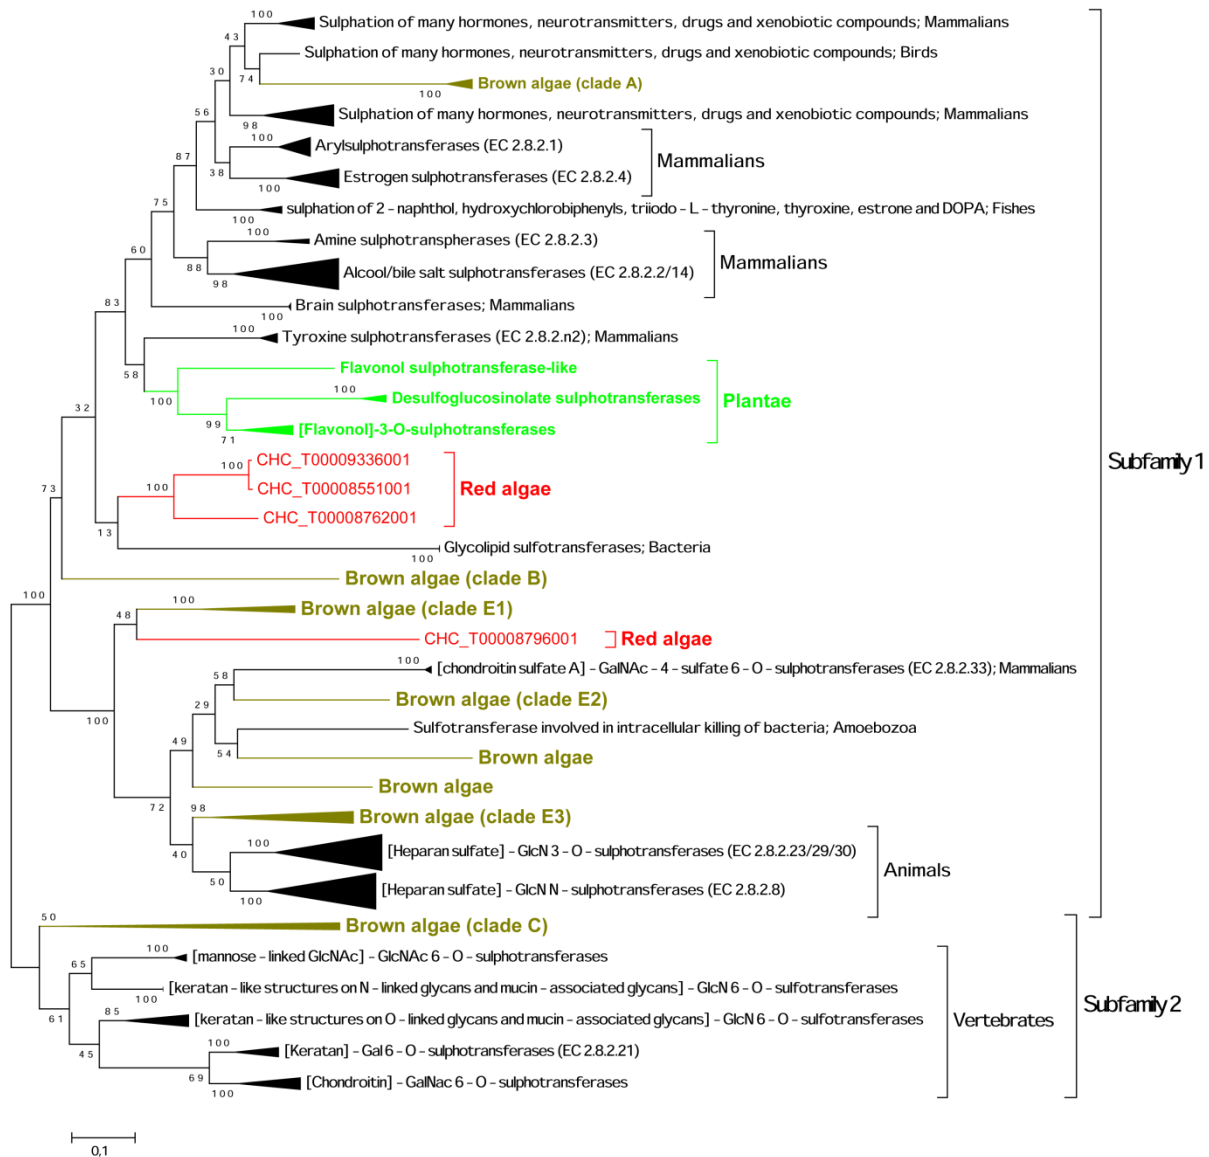 100
Sulphation of many hormones, neurotransmitters, drugs and xenobiotic compounds; Mammalians
43
Sulphation of many hormones, neurotransmitters, drugs and xenobiotic compounds; Birds
30
74
100
Brown algae (clade A)
56
98
Sulphation of many hormones, neurotransmitters, drugs and xenobiotic compounds; Mammalians
100
Arylsulphotransferases (EC 2.8.2.1)
Mammalians
87
38
100
Estrogen sulphotransferases (EC 2.8.2.4)
75
100
sulphation of 2 – naphthol, hydroxychlorobiphenyls, triiodo – L – thyronine, thyroxine, estrone and DOPA; Fishes
100
Amine sulphotranspherases (EC 2.8.2.3)
Mammalians
60
88
98
Alcool/bile salt sulphotransferases (EC 2.8.2.2/14)
83
100
Brain sulphotransferases; Mammalians
100
Tyroxine sulphotransferases (EC 2.8.2.n2); Mammalians
58
Flavonol sulphotransferase-like
100
100
Desulfoglucosinolate sulphotransferases
Plantae
32
99
71
[Flavonol]-3-O-sulphotransferases
Subfamily 1
100
CHC_T00009336001
100
CHC_T00008551001
Red algae
73
CHC_T00008762001
13
100
Glycolipid sulfotransferases; Bacteria
Brown algae (clade B)
100
100
Brown algae (clade E1)
48
CHC_T00008796001
Red algae
100
[chondroitin sulfate A] – GalNAc – 4 – sulfate 6 – O – sulphotransferases (EC 2.8.2.33); Mammalians
58
Brown algae (clade E2)
100
29
Sulfotransferase involved in intracellular killing of bacteria; Amoebozoa
49
54
Brown algae
Brown algae
72
98
Brown algae (clade E3)
40
100
[Heparan sulfate] – GlcN 3 – O – sulphotransferases (EC 2.8.2.23/29/30)
Animals
50
100
[Heparan sulfate] – GlcN N – sulphotransferases (EC 2.8.2.8)
50
Brown algae (clade C)
100
[mannose – linked GlcNAc] – GlcNAc 6 – O – sulphotransferases
65
100
[keratan – like structures on N – linked glycans and mucin – associated glycans] – GlcN 6 – O – sulfotransferases
Subfamily 2
61
85
[keratan – like structures on O – linked glycans and mucin – associated glycans] – GlcN 6 – O – sulfotransferases
Vertebrates
45
100
[Keratan] – Gal 6 – O – sulphotransferases (EC 2.8.2.21)
69
100
[Chondroitin] – GalNac 6 – O – sulphotransferases
0,1